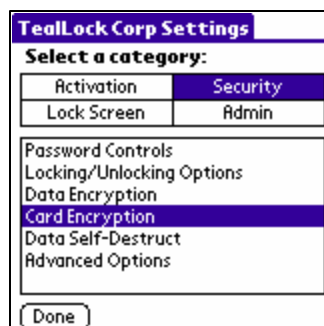 TealLock Corp Settings
Select a category:
Activation Security
Lock Screen Admin
Password Controls
Locking/Unlocking Options
Data Encryption
Card Encryption
Data Self-Destruct
Advanced Options
Done